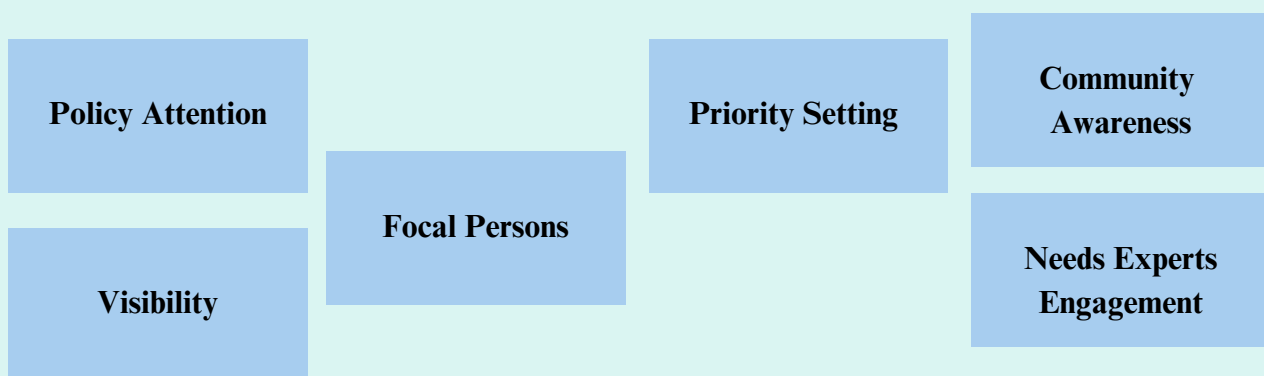 Policy Attention
Visibility
Focal Persons
Priority Setting
Community
Awareness
Needs Experts
Engagement